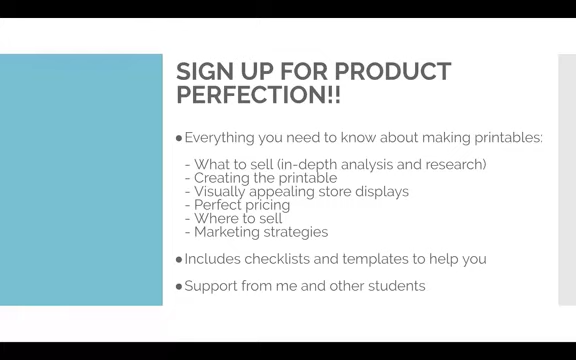 SIGN UP FOR PRODUCT
PERFECTION!!
●Everything you need to know about making printables:
- What to sell (in-depth analysis and research)
- Creating the printable
- Visually appealing store displays
- Perfect pricing
- Where to sell
- Marketing strategies
●Includes checklists and templates to help you
●Support from me and other students